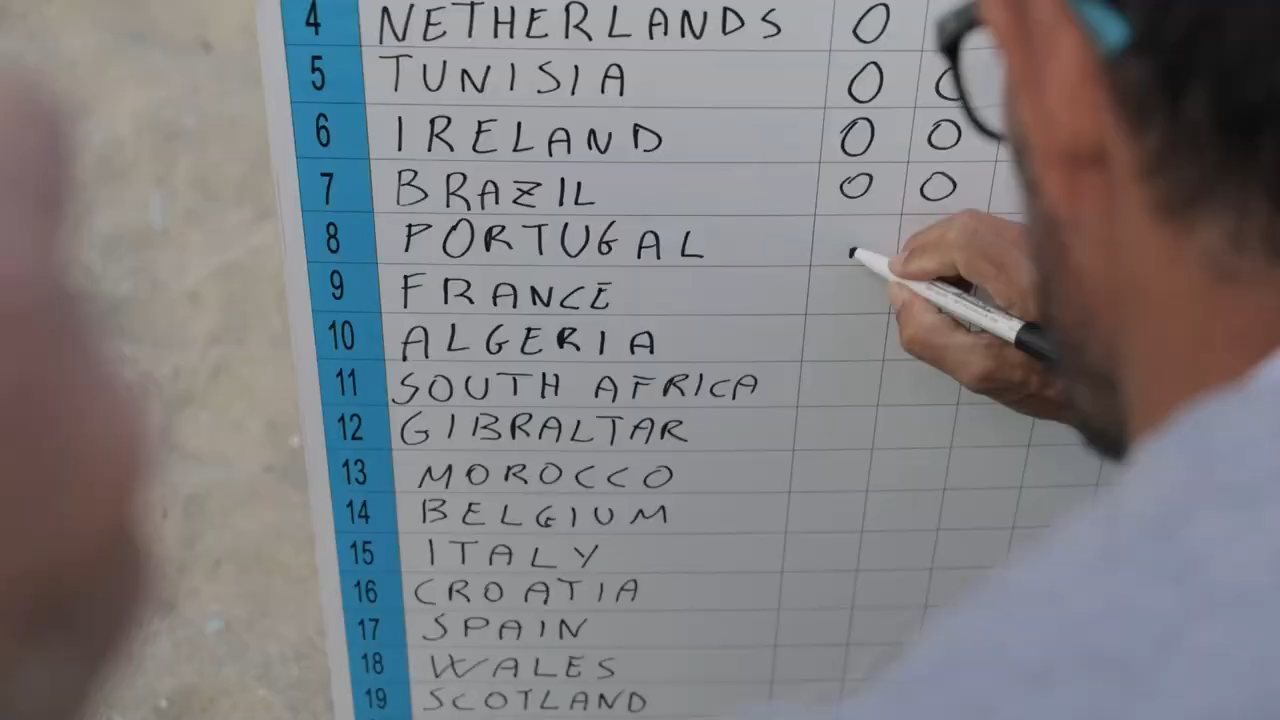 4 NETHERLANDS 0
5 TUNISIA 0 0
6 IRELAND 0 0
7 BRAZIL 0 0
8 PORTUGAL
9 FRANCE
10 ALGERIA
11 SOUTH AFRICA
12 GIBRALTAR
13 MOROCCO
14 BELGIUM
15 ITALY
16 CROATIA
17 SPAIN
18 WALES
19 SCOTLAND